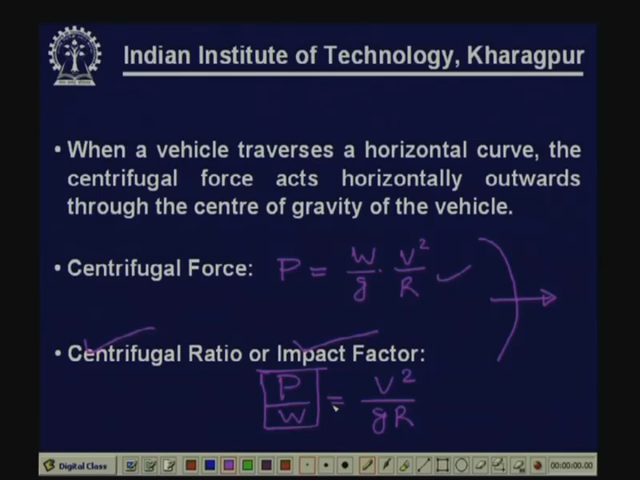 Indian Institute of Technology, Kharagpur
• When a vehicle traverses a horizontal curve, the
centrifugal force acts horizontally outwards
through the centre of gravity of the vehicle.
• Centrifugal Force: P = W/g · V²/R
• Centrifugal Ratio or Impact Factor:
P/W = V²/gR
Digital Class
00:00:00.00